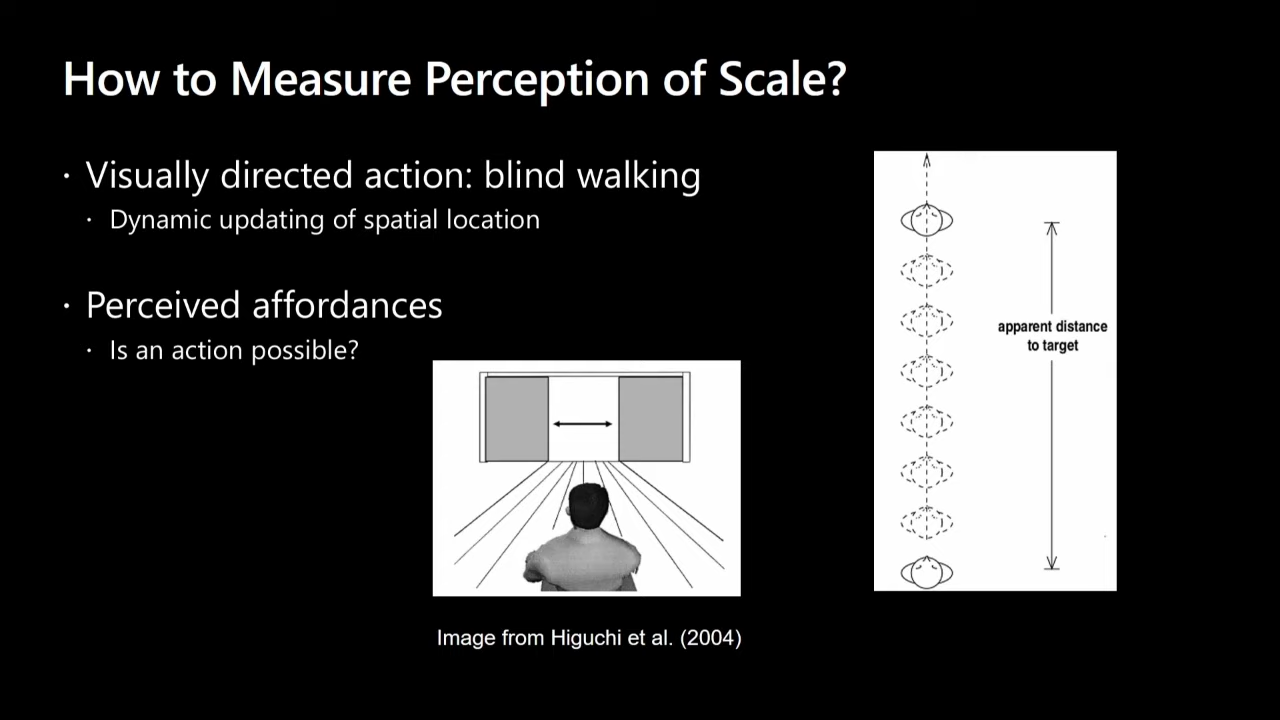 How to Measure Perception of Scale?
· Visually directed action: blind walking
· Dynamic updating of spatial location
· Perceived affordances
· Is an action possible?
apparent distance
to target
Image from Higuchi et al. (2004)